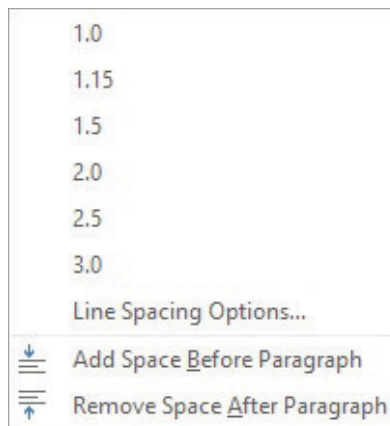 1.0
1.15
1.5
2.0
2.5
3.0
Line Spacing Options...
Add Space Before Paragraph
Remove Space After Paragraph